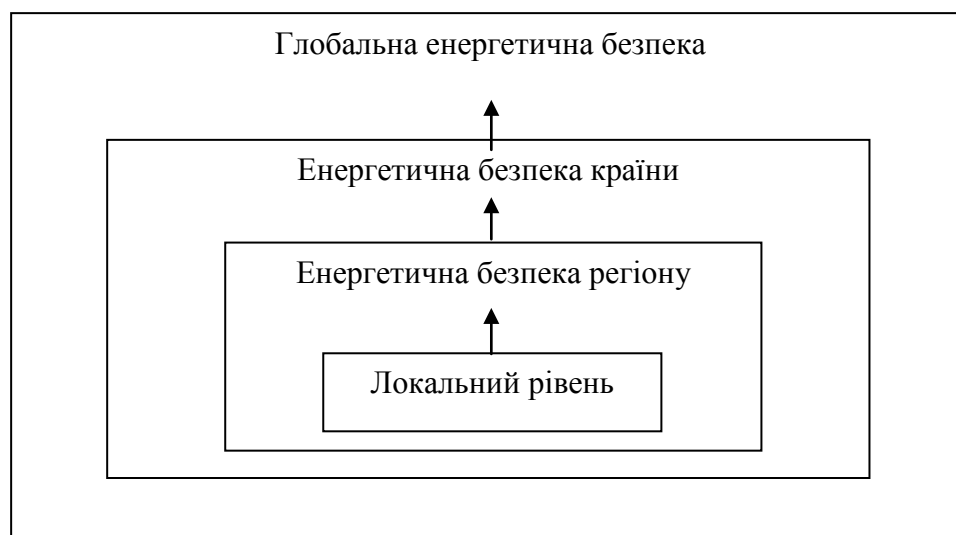 Глобальна енергетична безпека
Енергетична безпека країни
Енергетична безпека регіону
Локальний рівень